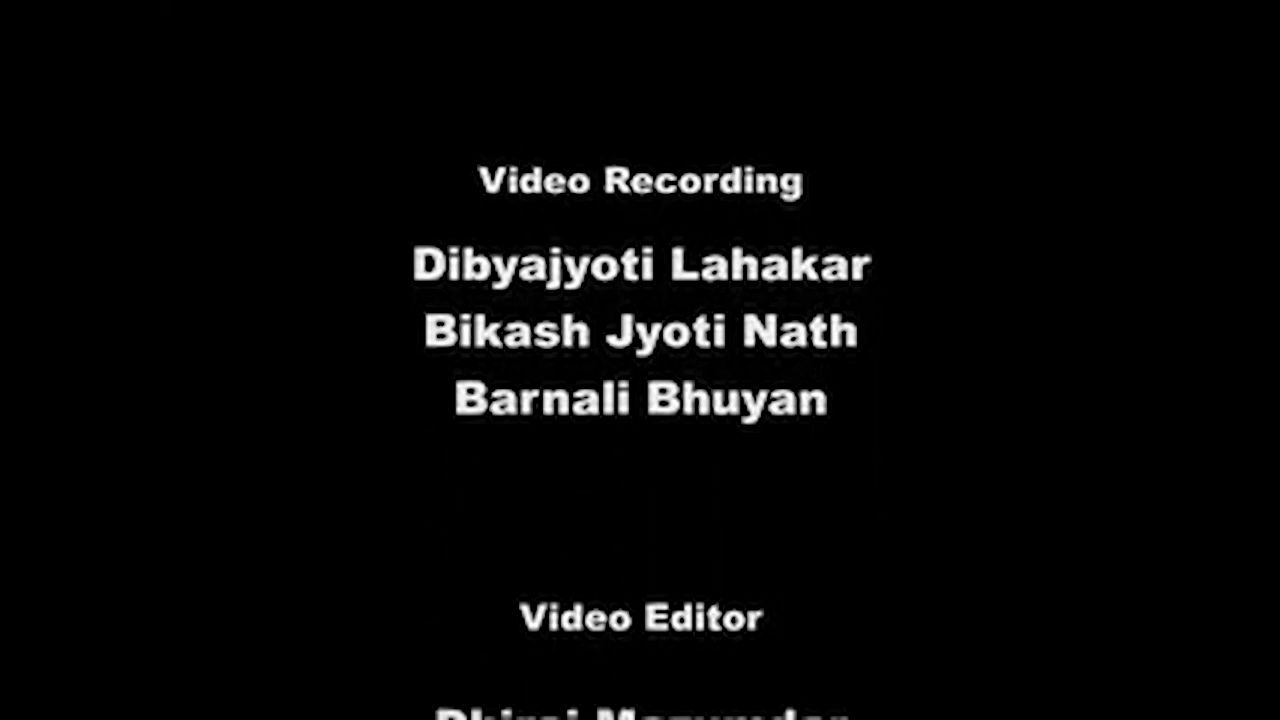 Video Recording
Dibyajyoti Lahakar
Bikash Jyoti Nath
Barnali Bhuyan
Video Editor